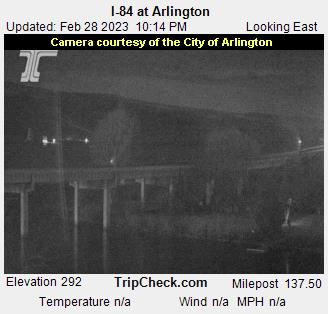 I-84 at Arlington
Updated: Feb 28 2023 10:14 PM Looking East
Camera courtesy of the City of Arlington
Elevation 292 TripCheck.com Milepost 137.50
Temperature n/a Wind n/a MPH n/a